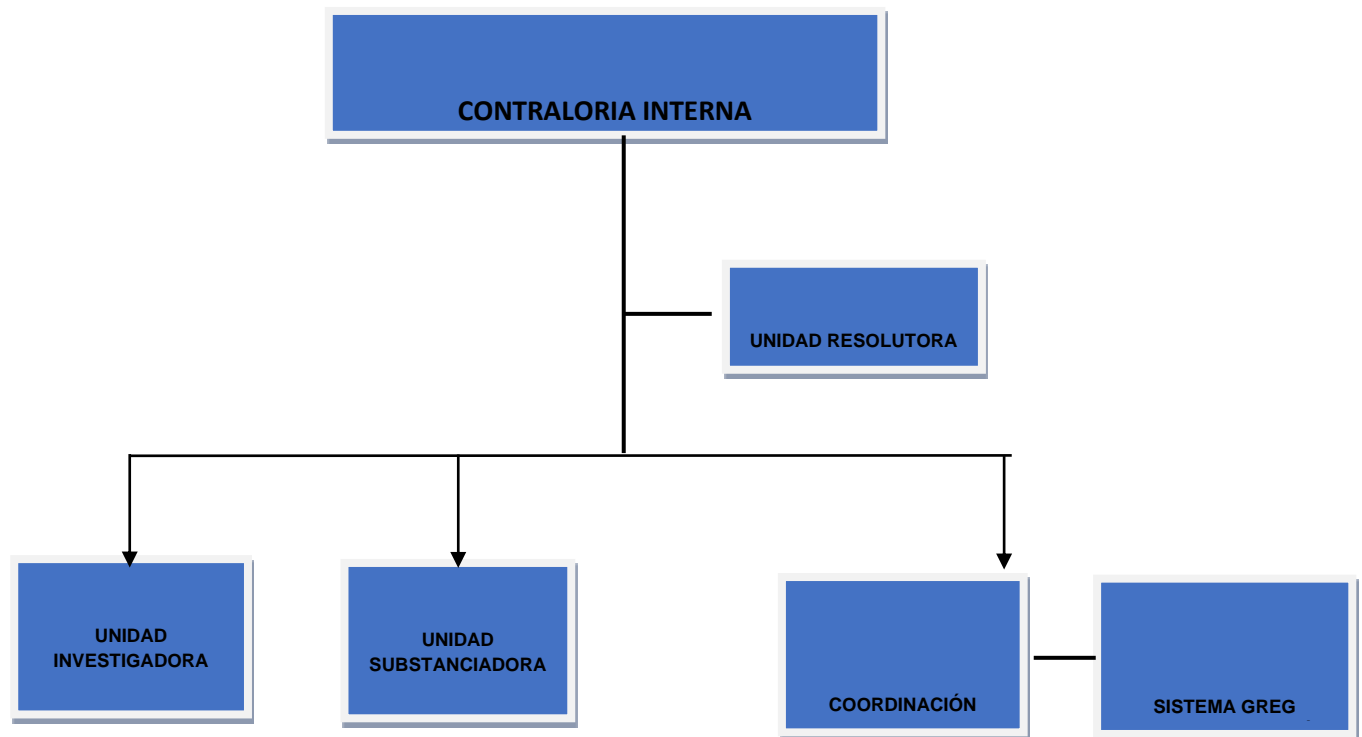 CONTRALORIA INTERNA
UNIDAD RESOLUTORA
UNIDAD
INVESTIGADORA
UNIDAD
SUBSTANCIADORA
COORDINACIÓN
SISTEMA GREG